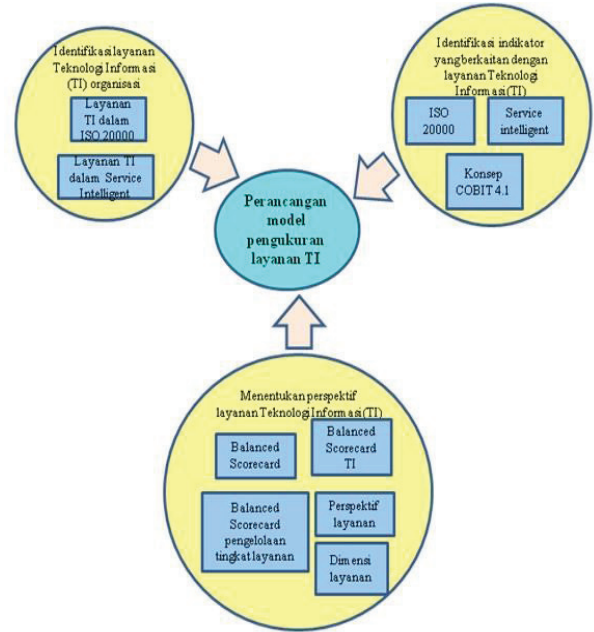 Identifikasi layanan
Teknologi Informasi
(TI) organisasi
Layanan
TI dalam
ISO 20000
Layanan TI
dalam Service
Intelligent
Identifikasi indikator
yang berkaitan dengan
layanan Teknologi
Informasi (TI)
ISO
20000
Service
intelligent
Konsep
COBIT 4.1
Perancangan
model
pengukuran
layanan TI
Menentukan perspektif
layanan Teknologi Informasi (TI)
Balanced
Scorecard
Balanced
Scorecard
TI
Balanced
Scorecard
pengelolaan
tingkat layanan
Perspektif
layanan
Dimensi
layanan